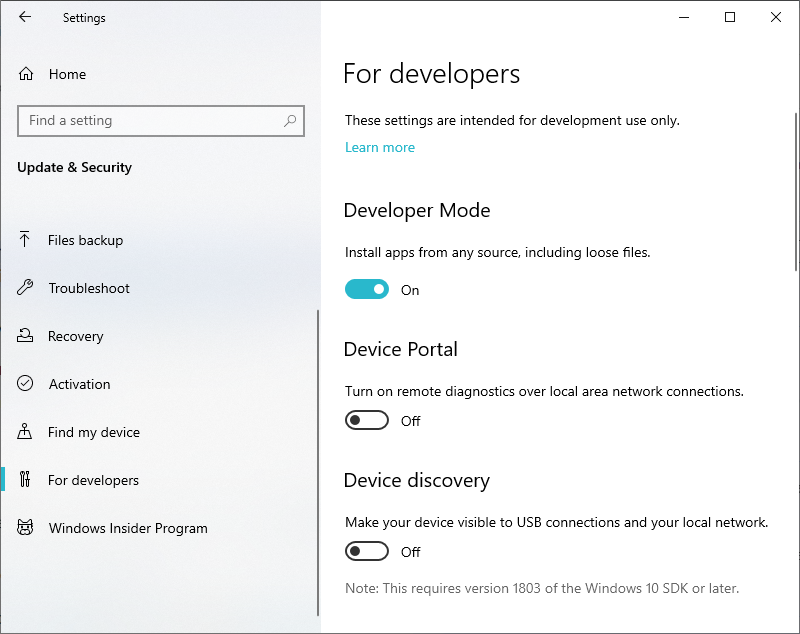 Settings
Home
Find a setting
Update & Security
Files backup
Troubleshoot
Recovery
Activation
Find my device
For developers
Windows Insider Program
For developers
These settings are intended for development use only.
Learn more
Developer Mode
Install apps from any source, including loose files.
On
Device Portal
Turn on remote diagnostics over local area network connections.
Off
Device discovery
Make your device visible to USB connections and your local network.
Off
Note: This requires version 1803 of the Windows 10 SDK or later.